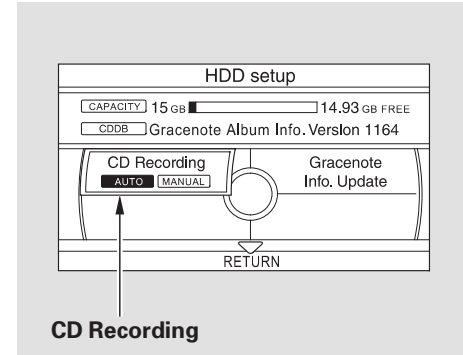 HDD setup
CAPACITY 15 GB 14.93 GB FREE
CDDB Gracenote Album Info. Version 1164
CD Recording
AUTO MANUAL
Gracenote
Info. Update
RETURN
CD Recording